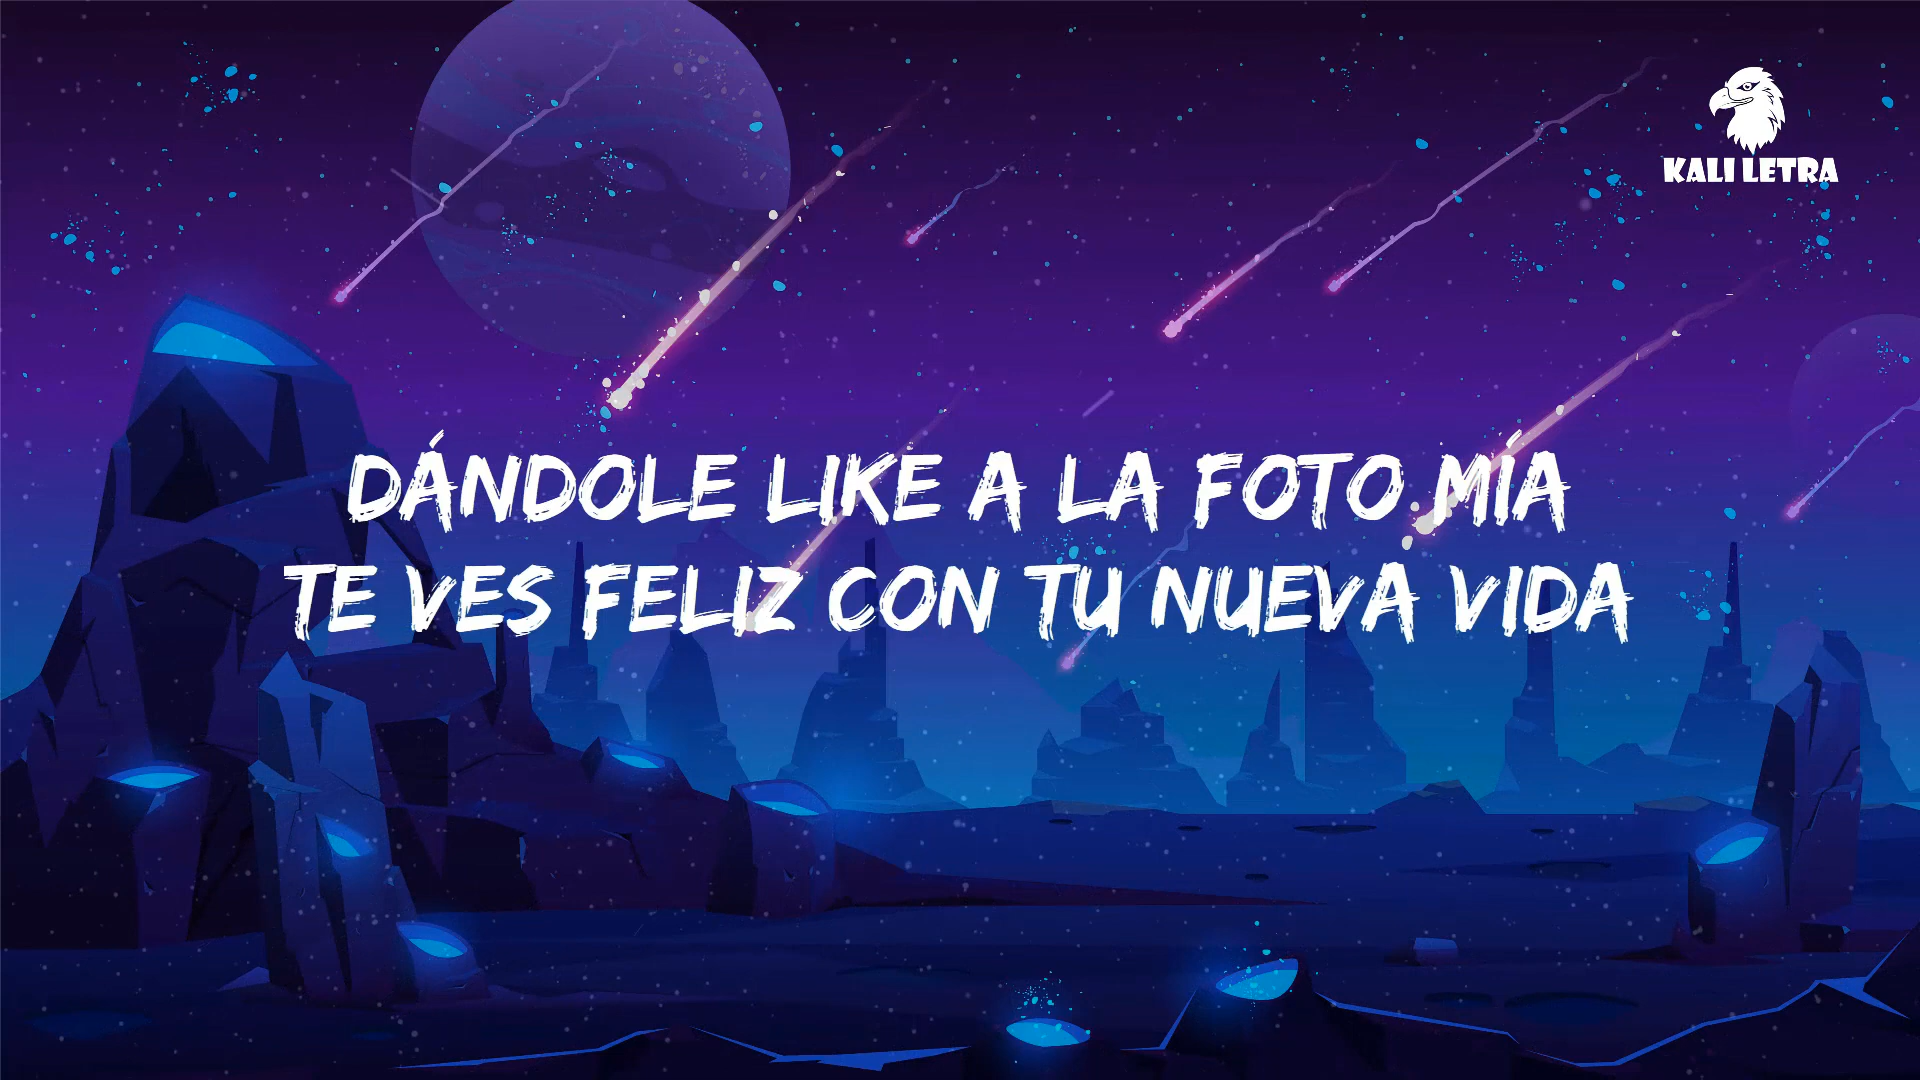 KALI LETRA
DÁNDOLE LIKE A LA FOTO MÍA
TE VES FELIZ CON TU NUEVA VIDA